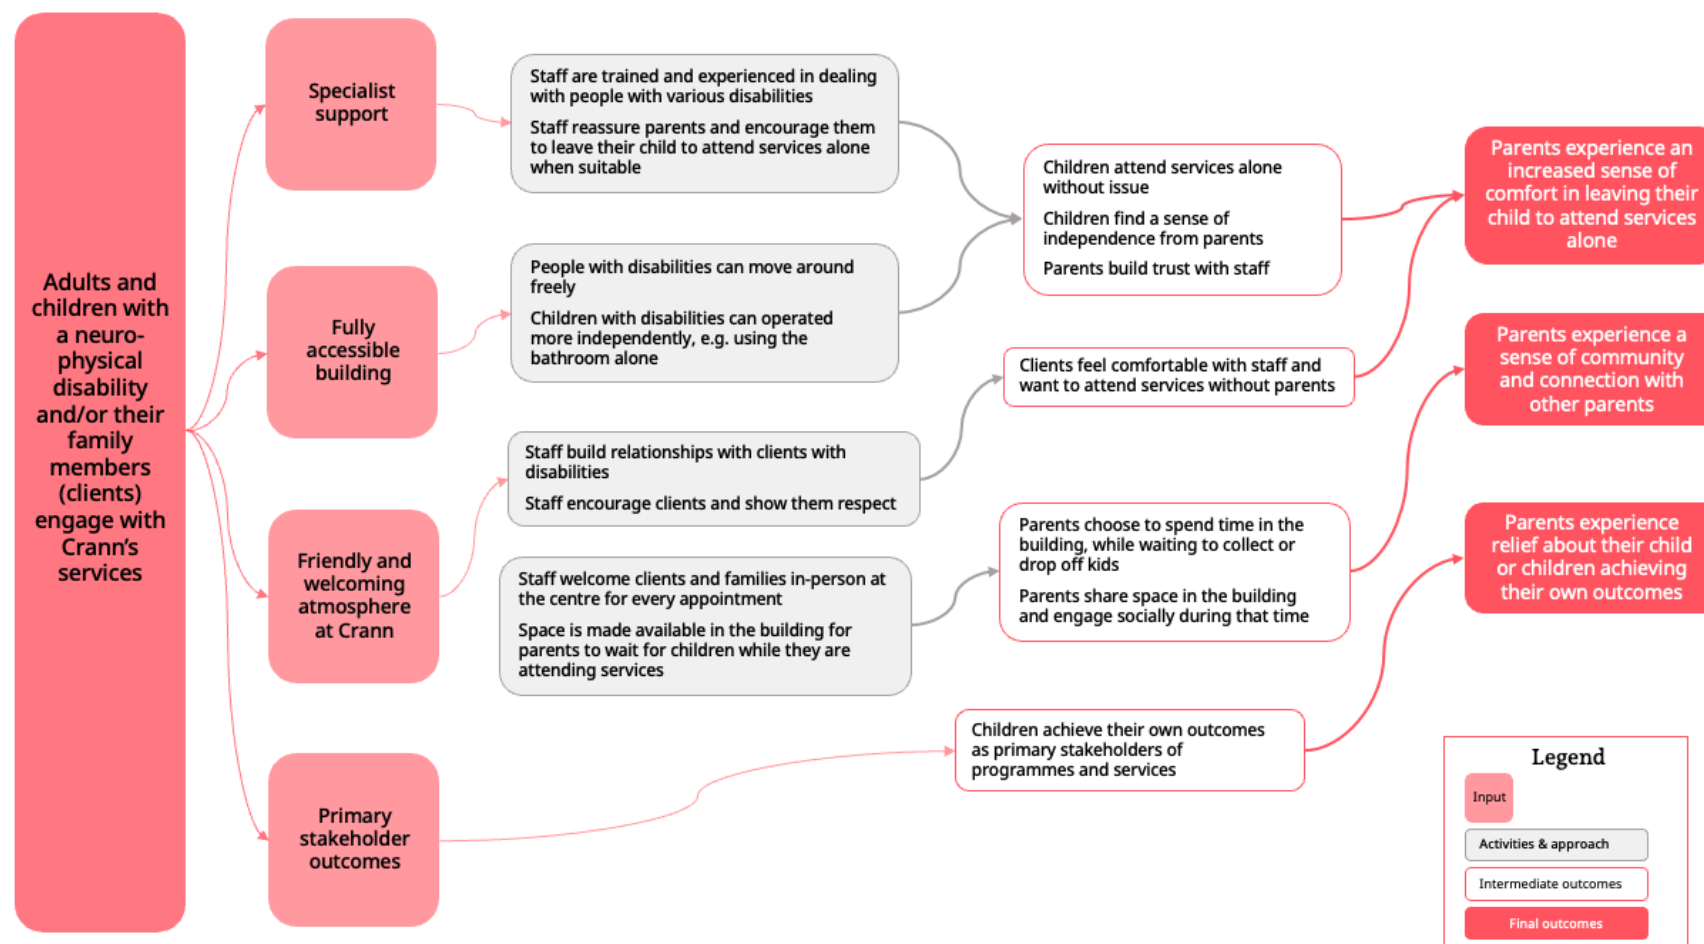 Adults and
children with
a neuro-
physical
disability
and/or their
family
members
(clients)
engage with
Crann's
services
Specialist
support
Fully
accessible
building
Friendly and
welcoming
atmosphere
at Crann
Primary
stakeholder
outcomes
Staff are trained and experienced in dealing
with people with various disabilities
Staff reassure parents and encourage them
to leave their child to attend services alone
when suitable
People with disabilities can move around
freely
Children with disabilities can operated
more independently, e.g. using the
bathroom alone
Staff build relationships with clients with
disabilities
Staff encourage clients and show them respect
Staff welcome clients and families in-person at
the centre for every appointment
Space is made available in the building for
parents to wait for children while they are
attending services
Children attend services alone
without issue
Children find a sense of
independence from parents
Parents build trust with staff
Clients feel comfortable with staff and
want to attend services without parents
Parents choose to spend time in the
building, while waiting to collect or
drop off kids
Parents share space in the building
and engage socially during that time
Children achieve their own outcomes
as primary stakeholders of
programmes and services
Parents experience an
increased sense of
comfort in leaving their
child to attend services
alone
Parents experience a
sense of community
and connection with
other parents
Parents experience
relief about their child
or children achieving
their own outcomes
Legend
Input
Activities & approach
Intermediate outcomes
Final outcomes